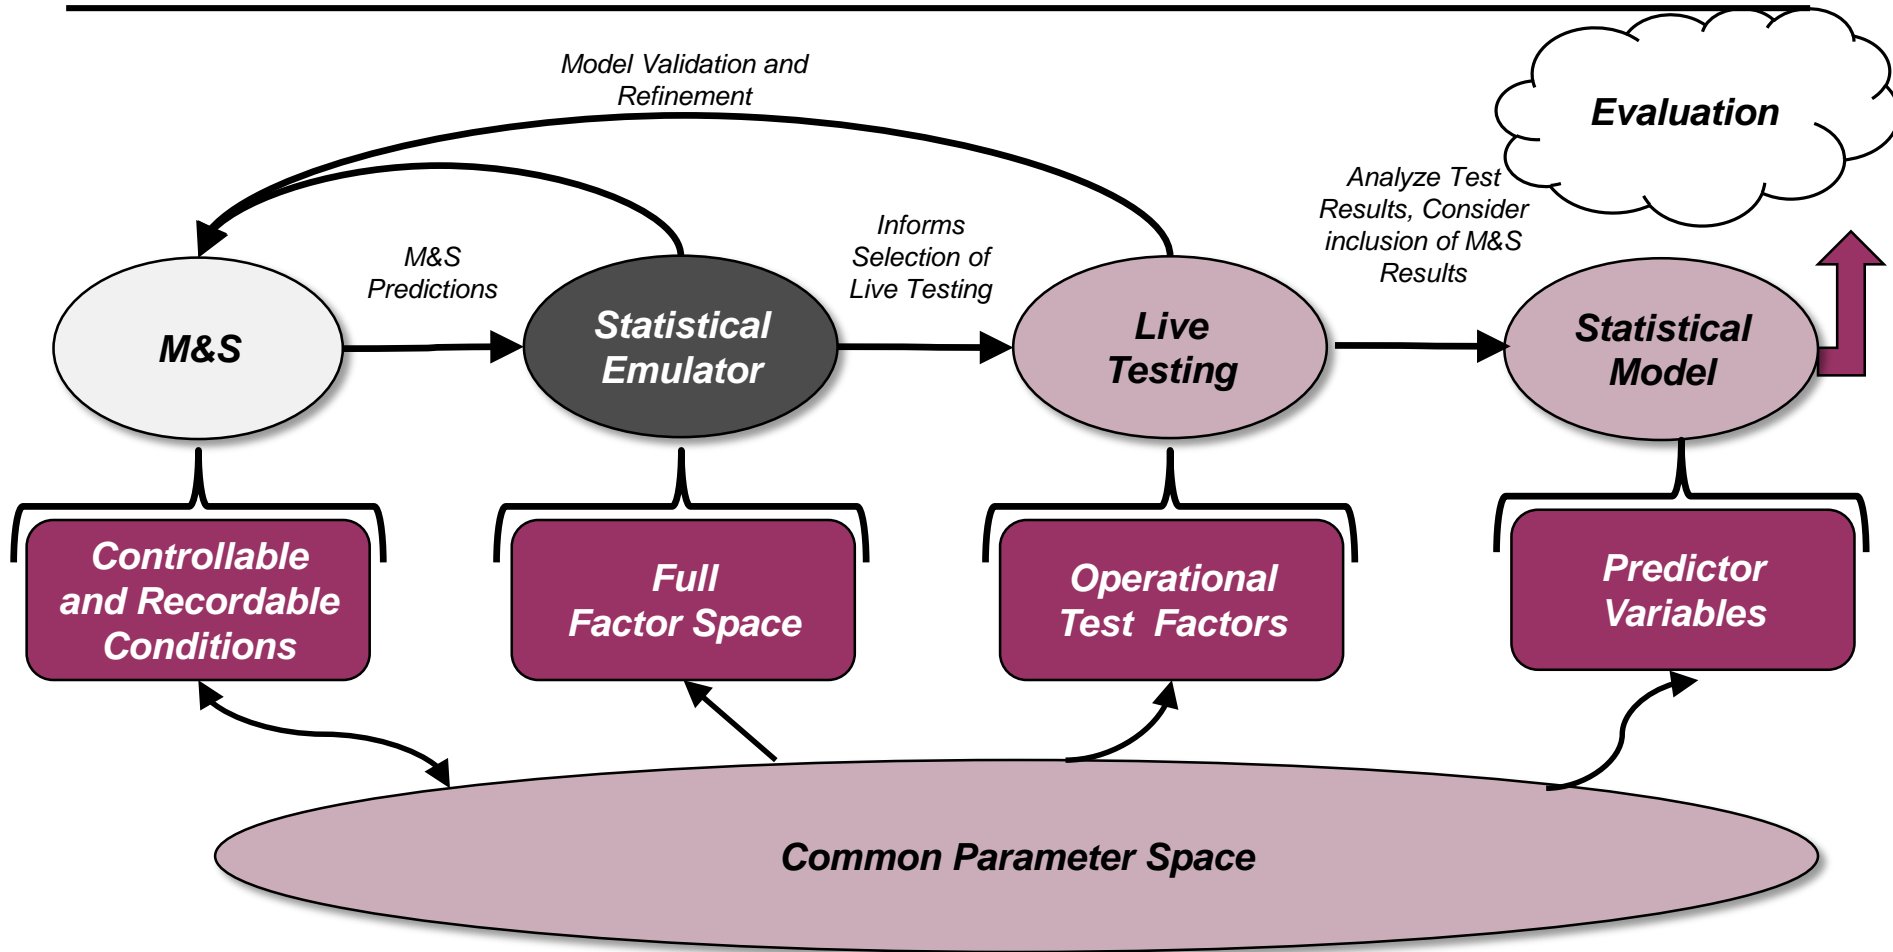 Model Validation and
Refinement
Evaluation
Analyze Test
Results, Consider
inclusion of M&S
Results
Informs
Selection of
Live Testing
M&S
Predictions
M&S
Statistical
Emulator
Live
Testing
Statistical
Model
Controllable
and Recordable
Conditions
Full
Factor Space
Operational
Test Factors
Predictor
Variables
Common Parameter Space